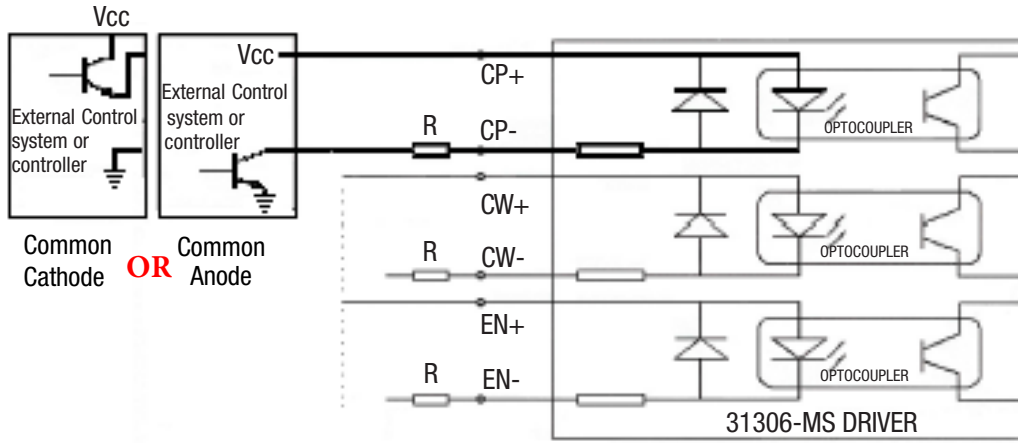 Vcc
External Control
system or
controller
Common
Cathode
OR
Vcc
External Control
system or
controller
Common
Anode
CP+
R
CP-
OPTOCOUPLER
CW+
R
CW-
OPTOCOUPLER
EN+
R
EN-
OPTOCOUPLER
31306-MS DRIVER